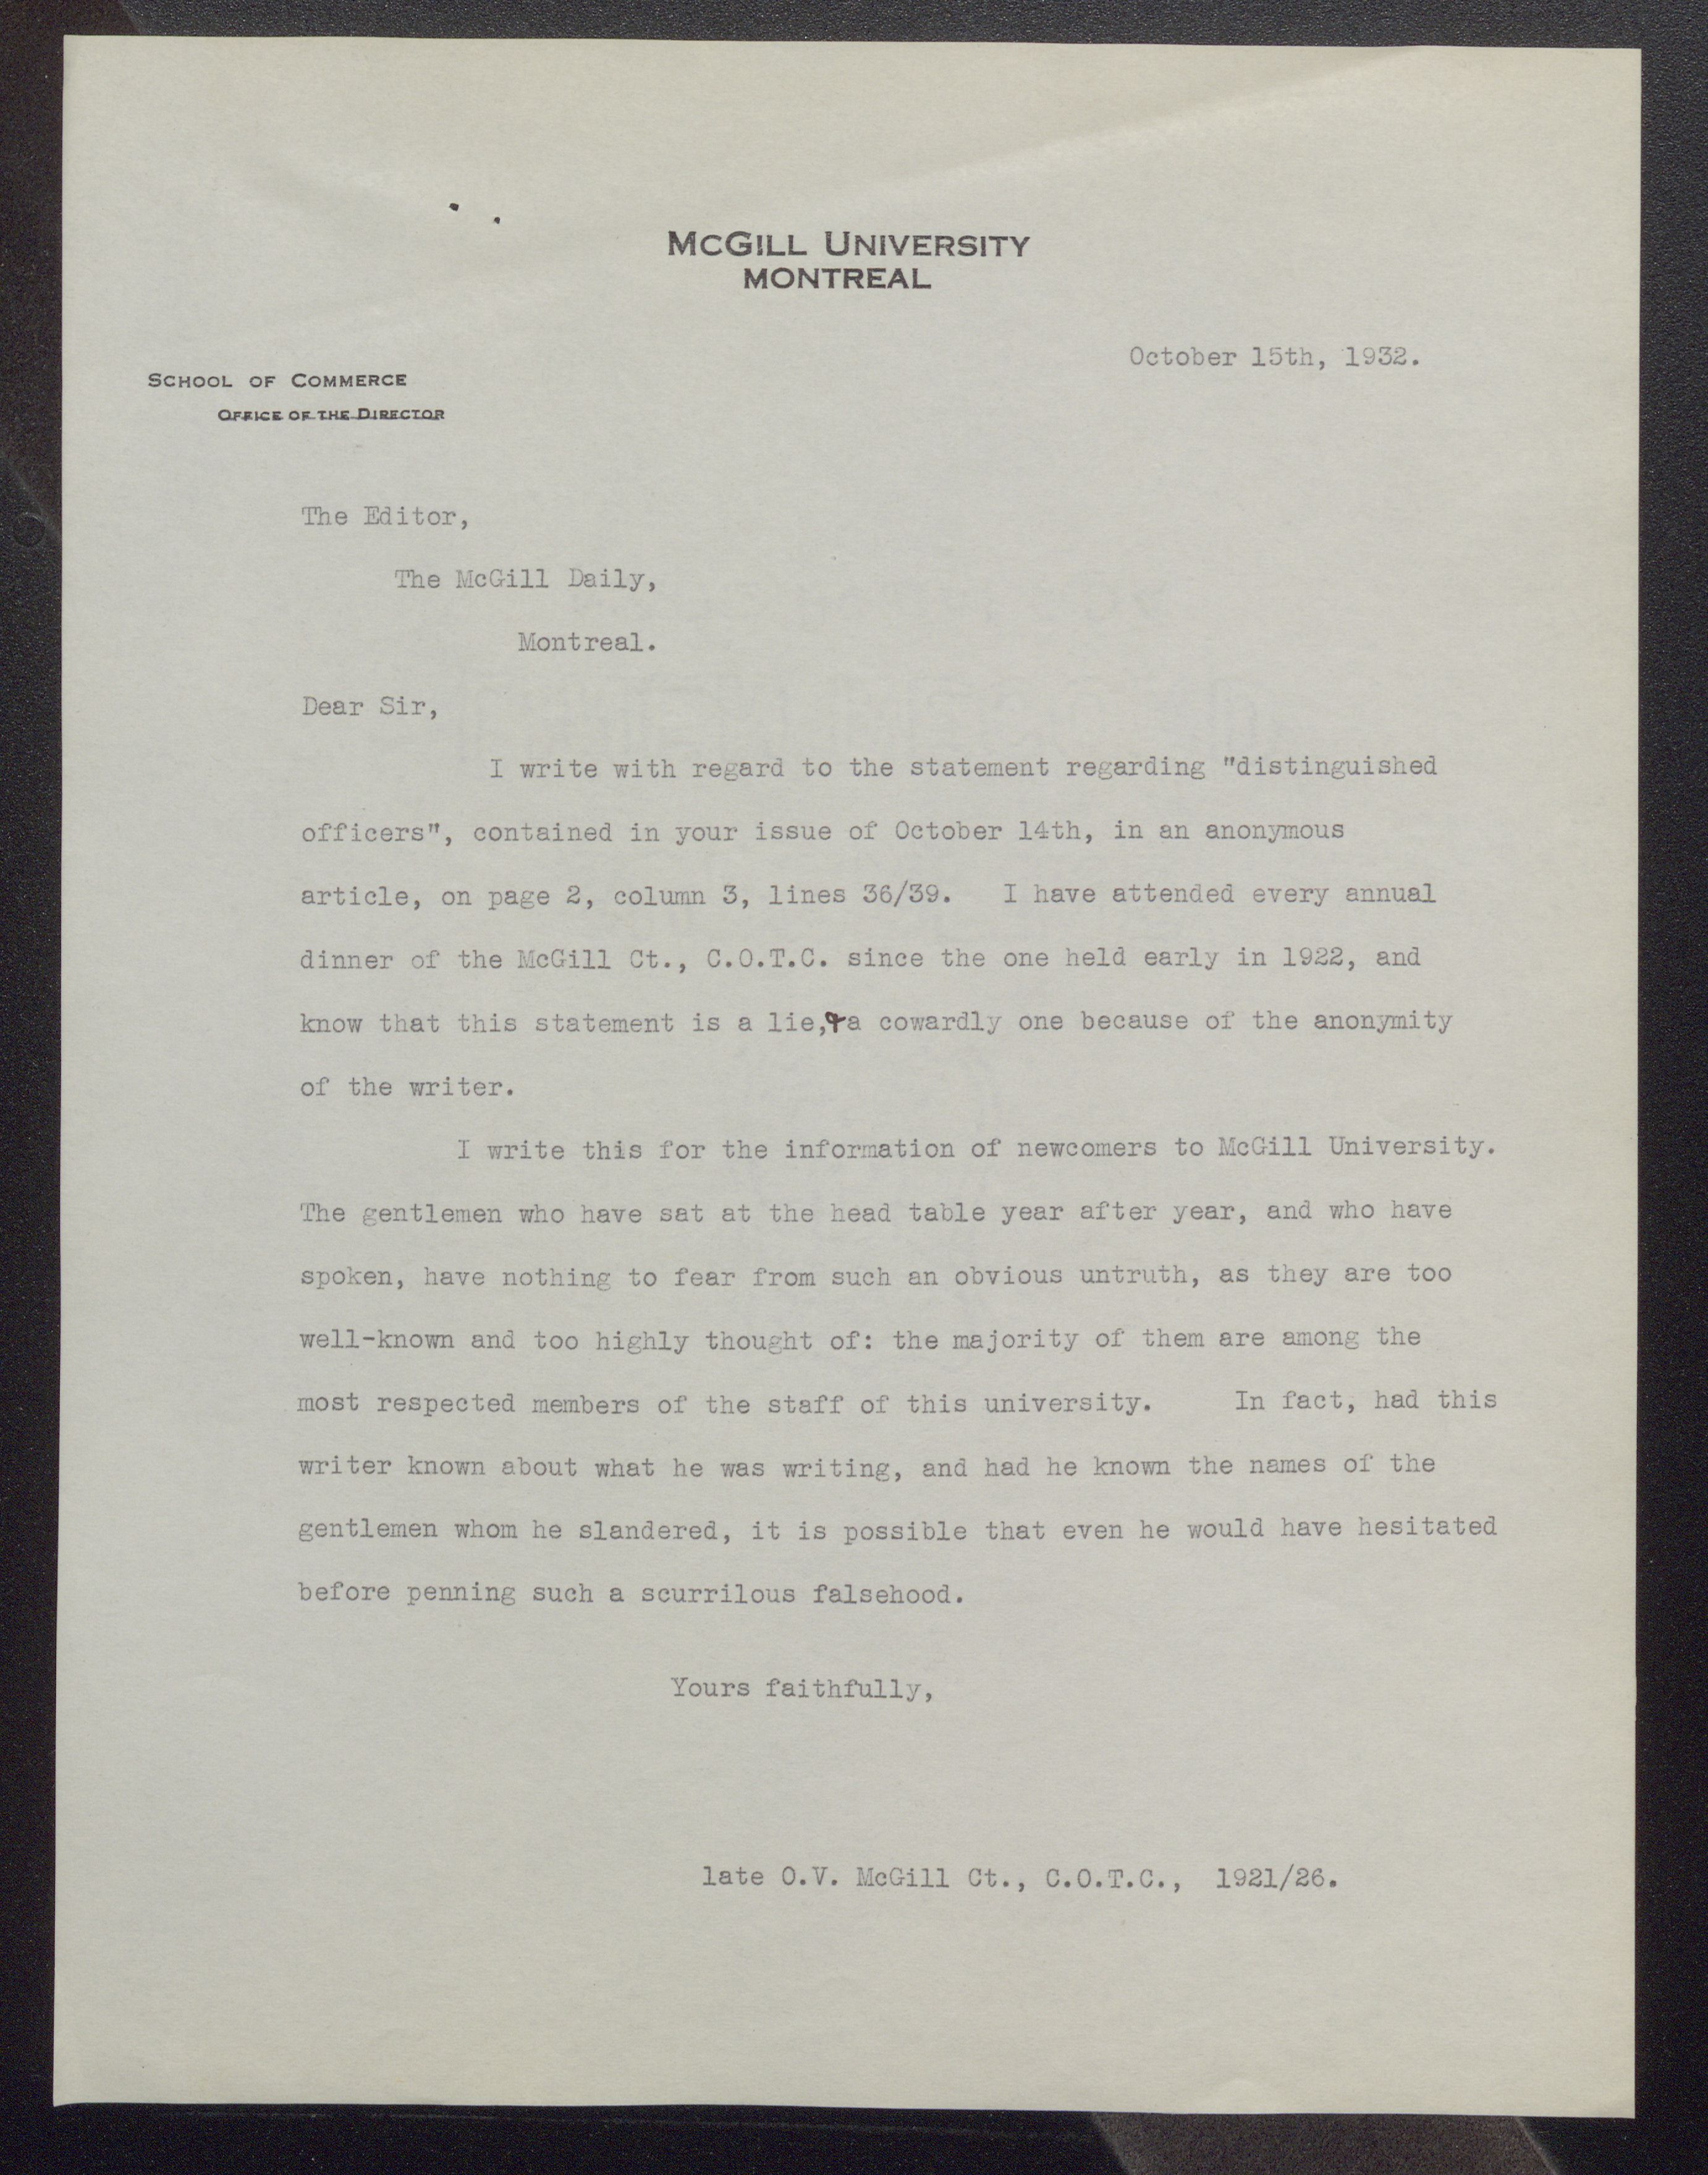 McGill University
MONTREAL
October 15th, 1932.
School of Commerce
Office of the Director
The Editor,
The McGill Daily,
Montreal.
Dear Sir,
I write with regard to the statement regarding "distinguished
officers", contained in your issue of October 14th, in an anonymous
article, on page 2, column 3, lines 36/39. I have attended every annual
dinner of the McGill Ct., C.O.T.C. since the one held early in 1922, and
know that this statement is a lie,& a cowardly one because of the anonymity
of the writer.
I write this for the information of newcomers to McGill University.
The gentlemen who have sat at the head table year after year, and who have
spoken, have nothing to fear from such an obvious untruth, as they are too
well-known and too highly thought of: the majority of them are among the
most respected members of the staff of this university. In fact, had this
writer known about what he was writing, and had he known the names of the
gentlemen whom he slandered, it is possible that even he would have hesitated
before penning such a scurrilous falsehood.
Yours faithfully,
late O.V. McGill Ct., C.O.T.C., 1921/26.